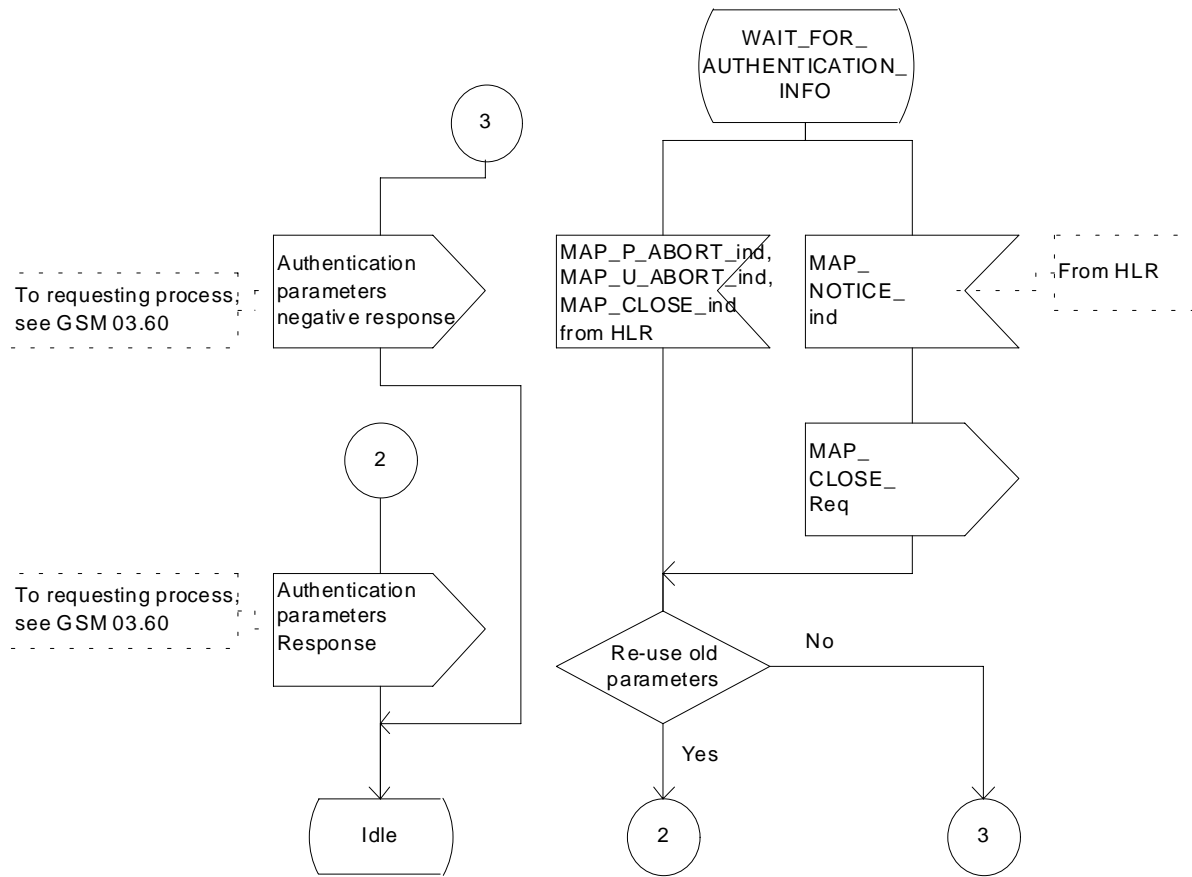 WAIT_FOR_
AUTHENTICATION_
INFO
3
Authentication
parameters
negative response
To requesting process,
see GSM 03.60
MAP_P_ABORT_ind,
MAP_U_ABORT_ind,
MAP_CLOSE_ind
from HLR
MAP_
NOTICE_
ind
From HLR
2
MAP_
CLOSE_
Req
To requesting process,
see GSM 03.60
Authentication
parameters
Response
Re-use old
parameters
No
Yes
Idle
2
3